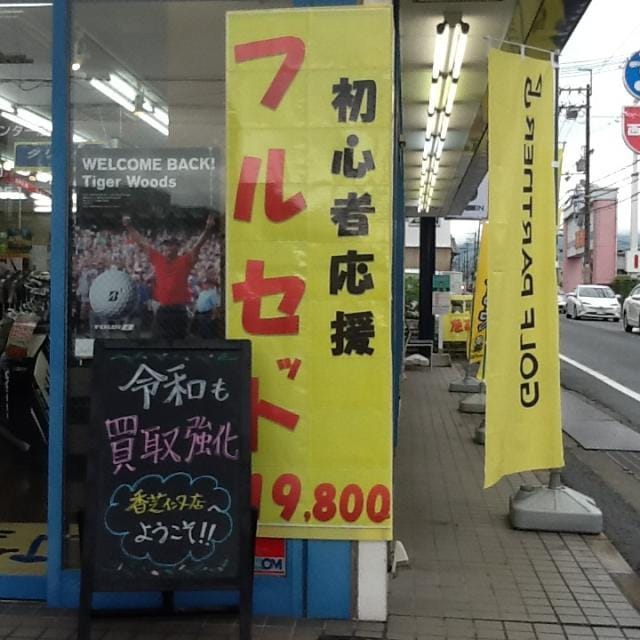 WELCOME BACK!
Tiger Woods
初心者応援
フルセット
19,800
令和も
買取強化
香芝インター店へ
ようこそ!!
GOLF PARTNER